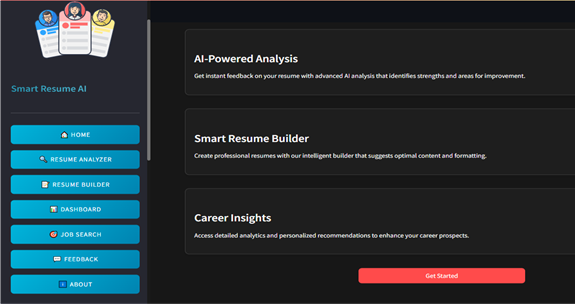 Smart Resume AI
HOME
RESUME ANALYZER
RESUME BUILDER
DASHBOARD
JOB SEARCH
FEEDBACK
ABOUT
AI-Powered Analysis
Get instant feedback on your resume with advanced AI analysis that identifies strengths and areas for improvement.
Smart Resume Builder
Create professional resumes with our intelligent builder that suggests optimal content and formatting.
Career Insights
Access detailed analytics and personalized recommendations to enhance your career prospects.
Get Started